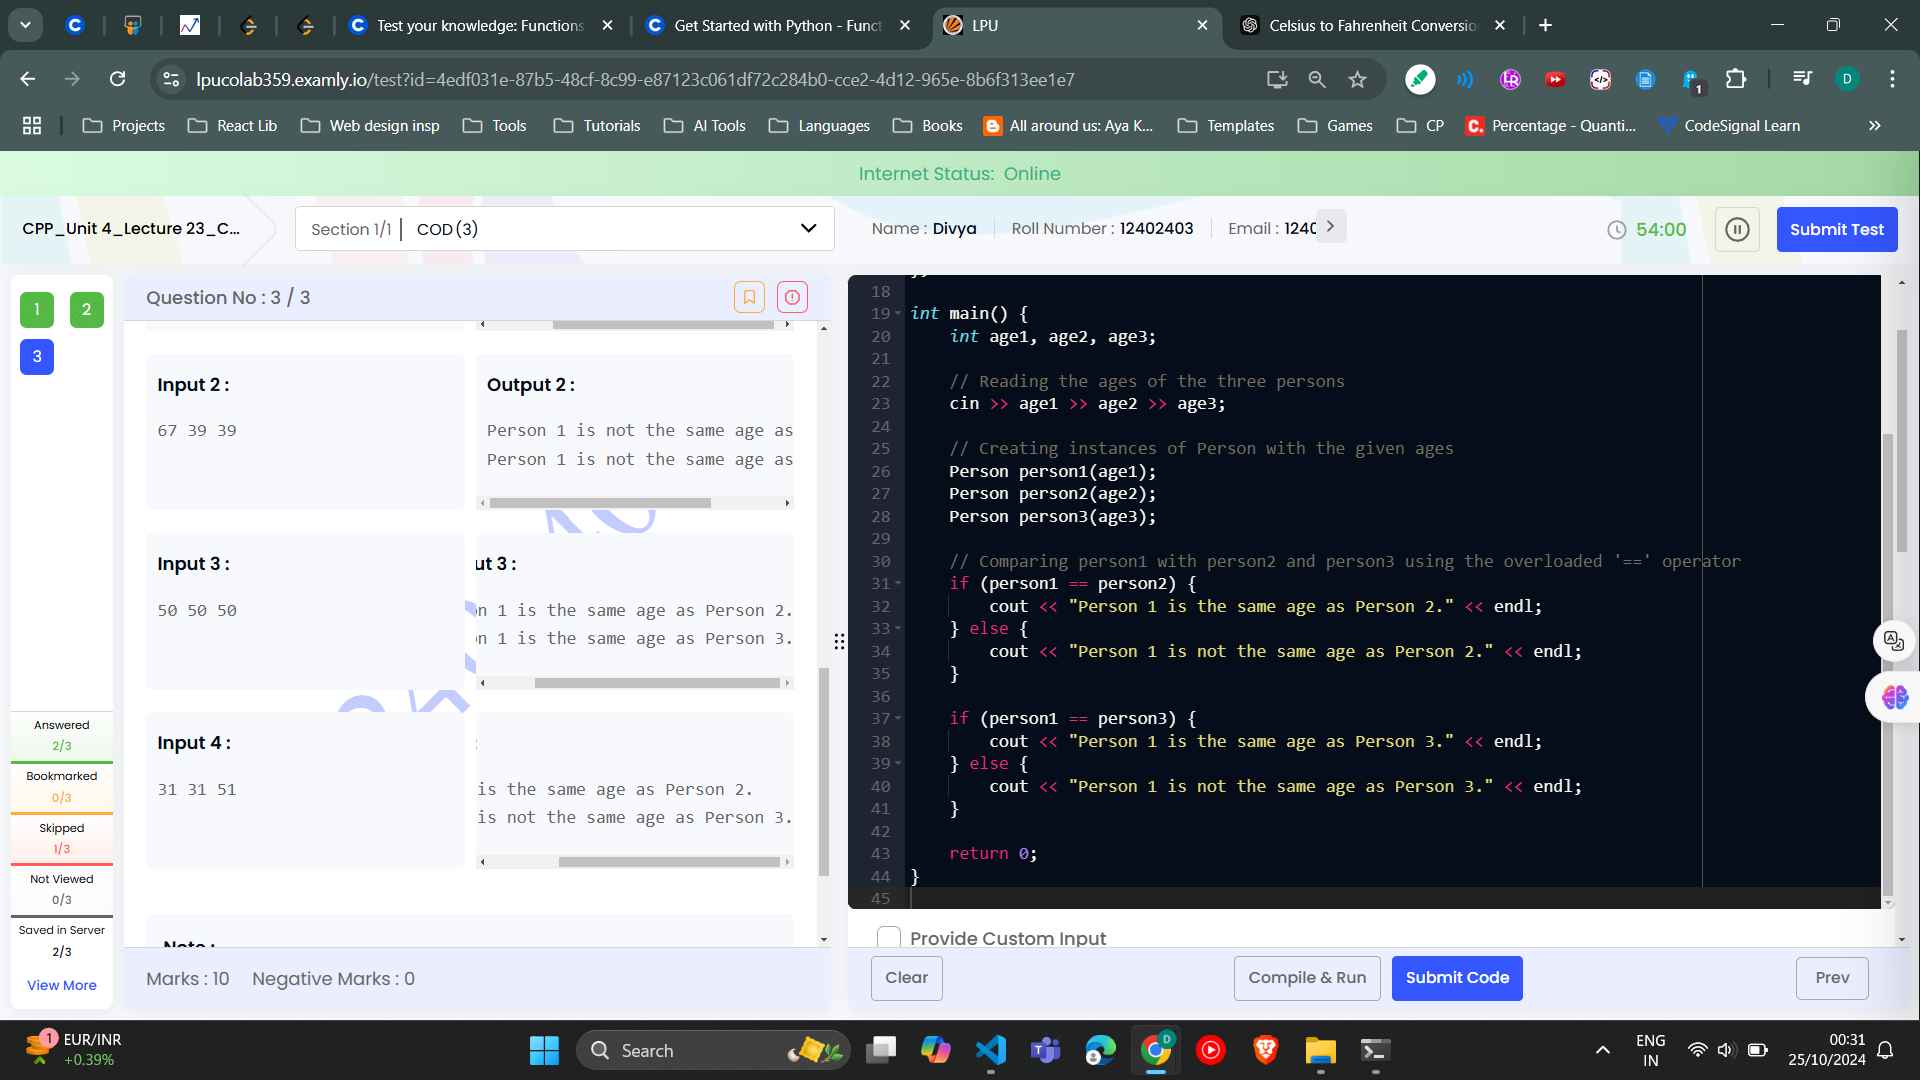 Test your knowledge: Functions
Get Started with Python - Funct
LPU
Celsius to Fahrenheit Conversio
lpucolab359.examly.io/test?id=4edf031e-87b5-48cf-8c99-e87123c061df72c284b0-cce2-4d12-965e-8b6f313ee1e7
1
D
Projects
React Lib
Web design insp
Tools
Tutorials
AI Tools
Languages
Books
All around us: Aya K...
Templates
Games
CP
Percentage - Quanti...
CodeSignal Learn
Internet Status: Online
CPP_Unit 4_Lecture 23_C...
Section 1/1 | COD(3)
Name : Divya
Roll Number : 12402403
Email : 1240
54:00
Submit Test
1
2
3
Answered
2/3
Bookmarked
0/3
Skipped
1/3
Not Viewed
0/3
Saved in Server
2/3
View More
Question No : 3 / 3
Input 2 :
67 39 39
Output 2 :
Person 1 is not the same age as
Person 1 is not the same age as
Input 3 :
50 50 50
ut 3 :
n 1 is the same age as Person 2.
n 1 is the same age as Person 3.
Input 4 :
31 31 51
:
is the same age as Person 2.
is not the same age as Person 3.
Note :
Marks : 10
Negative Marks : 0
18
19 int main() {
20 int age1, age2, age3;
21
22 // Reading the ages of the three persons
23 cin >> age1 >> age2 >> age3;
24
25 // Creating instances of Person with the given ages
26 Person person1(age1);
27 Person person2(age2);
28 Person person3(age3);
29
30 // Comparing person1 with person2 and person3 using the overloaded '==' operator
31 if (person1 == person2) {
32 cout << "Person 1 is the same age as Person 2." << endl;
33 } else {
34 cout << "Person 1 is not the same age as Person 2." << endl;
35 }
36
37 if (person1 == person3) {
38 cout << "Person 1 is the same age as Person 3." << endl;
39 } else {
40 cout << "Person 1 is not the same age as Person 3." << endl;
41 }
42
43 return 0;
44 }
45
Provide Custom Input
Clear
Compile & Run
Submit Code
Prev
1
EUR/INR
+0.39%
Search
D
ENG
IN
00:31
25/10/2024